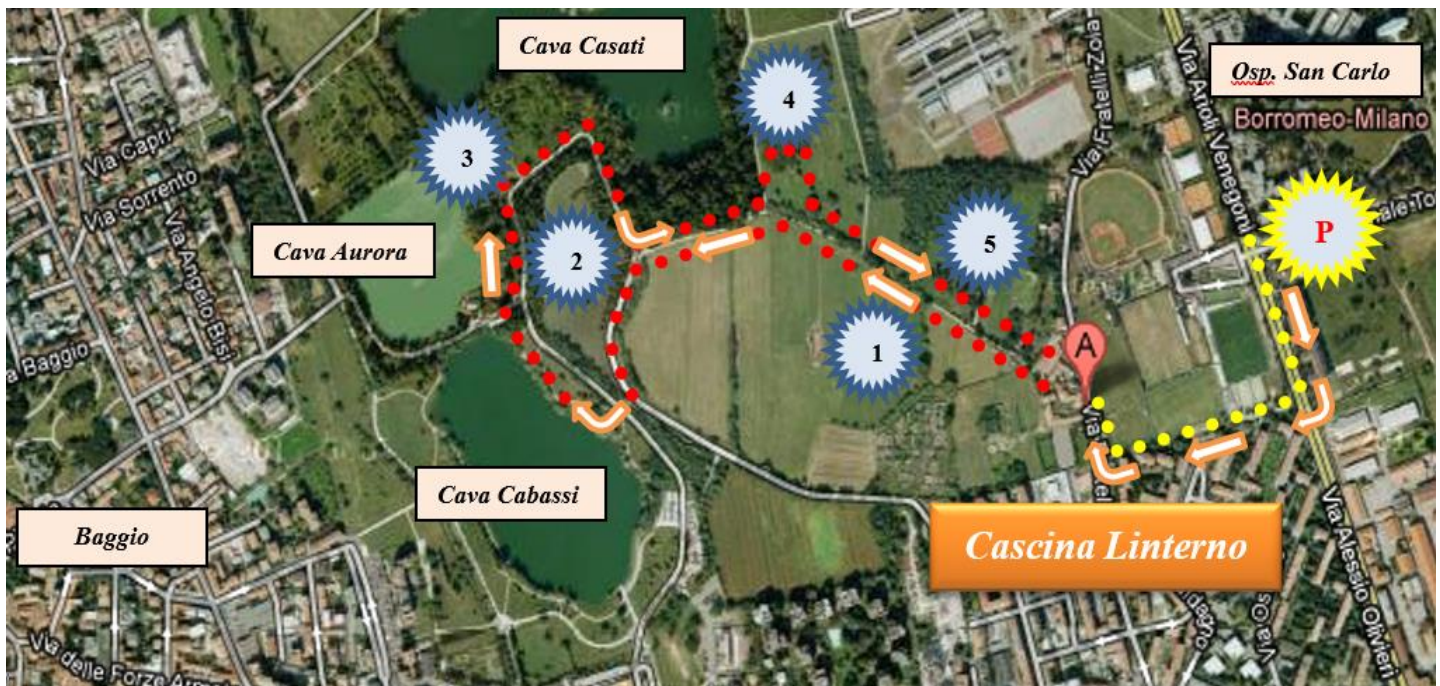 Cava Casati
Osp. San Carlo
Borromeo-Milano
Via Capri
Via Sorrento
Via Angelo Bisi
Via Fratelli Zoia
Via Arioli Venegoni
P
4
3
2
5
1
Cava Aurora
A
Baggio
Cava Cabassi
Baggio
Cascina Linterno
Via Alessio Olivieri
Via delle Forze Arm